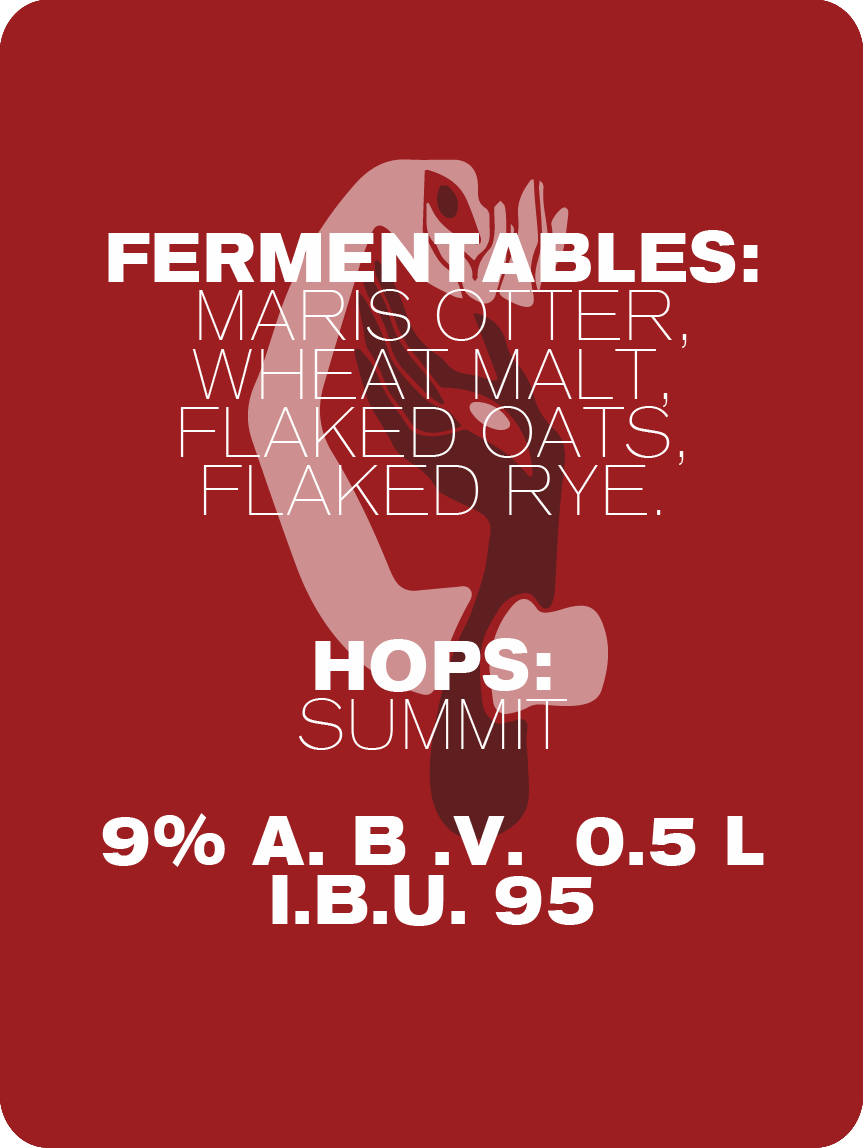 FERMENTABLES:
MARIS OTTER,
WHEAT MALT,
FLAKED OATS,
FLAKED RYE.
HOPS:
SUMMIT
9% A. B .V.  0.5 L
I.B.U. 95